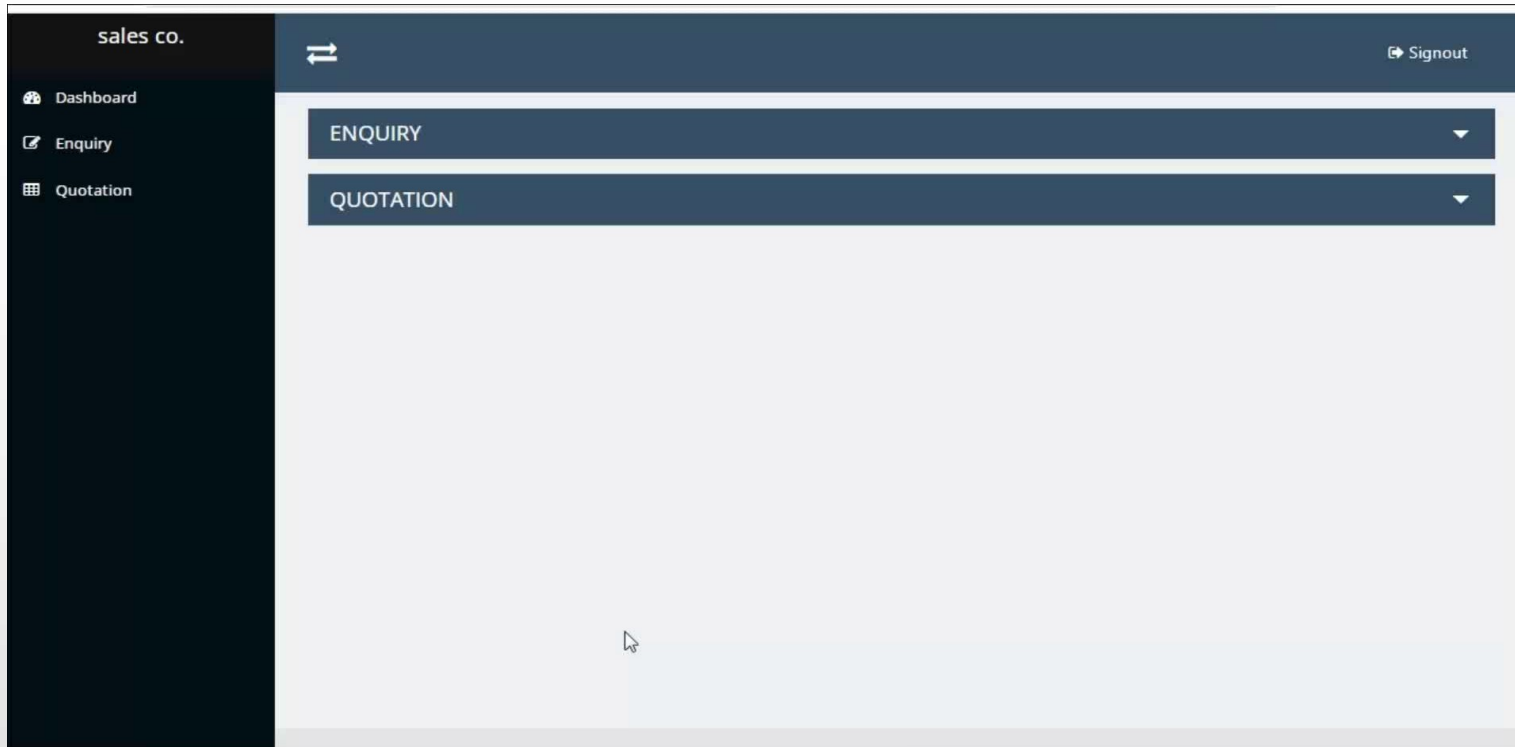 sales co.
Signout
Dashboard
Enquiry
Quotation
ENQUIRY
QUOTATION